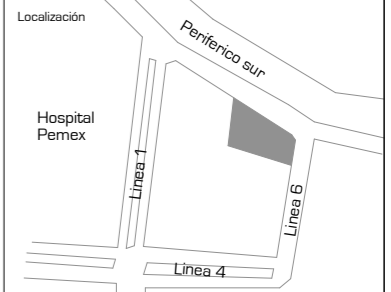 Localización
Periferico sur
Hospital
Pemex
Linea 1
Linea 6
Linea 4